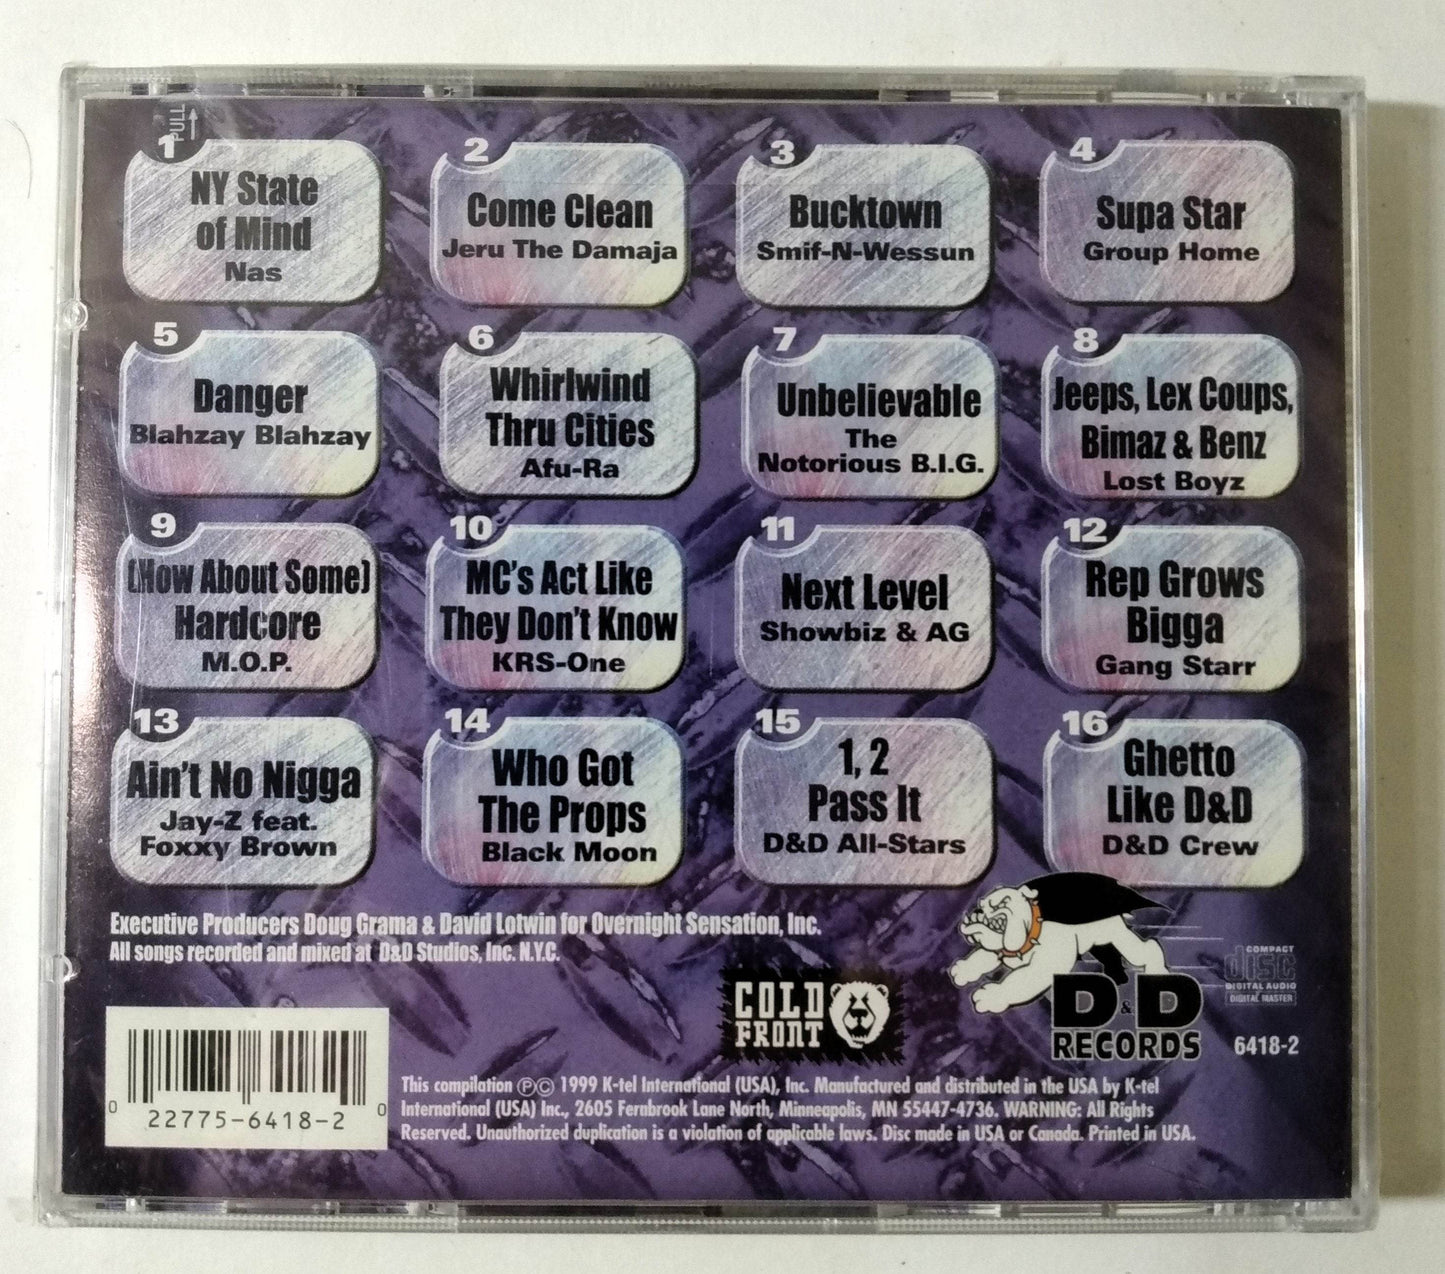 PULL
1
NY State
of Mind
Nas
2
Come Clean
Jeru The Damaja
3
Bucktown
Smif-N-Wessun
4
Supa Star
Group Home
5
Danger
Blahzay Blahzay
6
Whirlwind
Thru Cities
Afu-Ra
7
Unbelievable
The
Notorious B.I.G.
8
Jeeps, Lex Coups,
Bimaz & Benz
Lost Boyz
9
(How About Some)
Hardcore
M.O.P.
10
MC's Act Like
They Don't Know
KRS-One
11
Next Level
Showbiz & AG
12
Rep Grows
Bigga
Gang Starr
13
Ain't No Nigga
Jay-Z feat.
Foxxy Brown
14
Who Got
The Props
Black Moon
15
1, 2
Pass It
D&D All-Stars
16
Ghetto
Like D&D
D&D Crew
Executive Producers Doug Grama & David Lotwin for Overnight Sensation, Inc.
All songs recorded and mixed at D&D Studios, Inc. N.Y.C.
COLD
FRONT
D&D
RECORDS
COMPACT
disc
DIGITAL AUDIO
DIGITAL MASTER
6418-2
0 22775-6418-2 0
This compilation ℗© 1999 K-tel International (USA), Inc. Manufactured and distributed in the USA by K-tel
International (USA) Inc., 2605 Fernbrook Lane North, Minneapolis, MN 55447-4736. WARNING: All Rights
Reserved. Unauthorized duplication is a violation of applicable laws. Disc made in USA or Canada. Printed in USA.